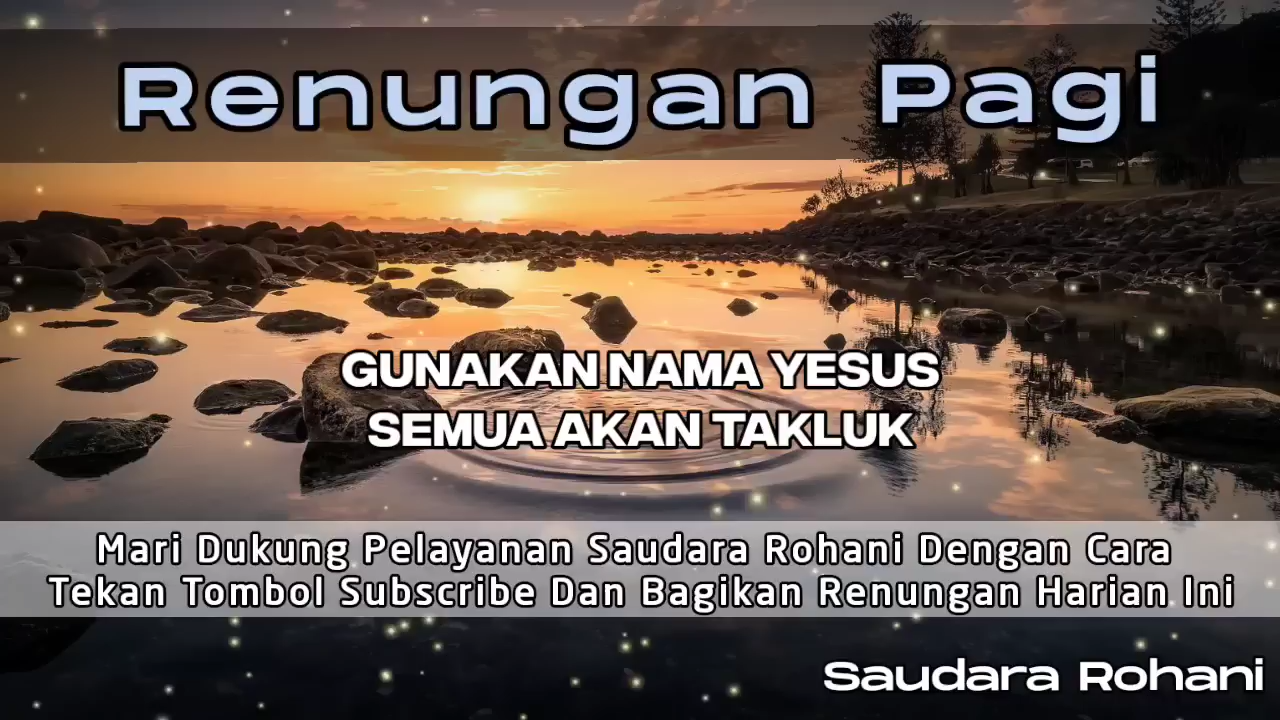 Renungan Pagi
GUNAKAN NAMA YESUS
SEMUA AKAN TAKLUK
Mari Dukung Pelayanan Saudara Rohani Dengan Cara
Tekan Tombol Subscribe Dan Bagikan Renungan Harian Ini
Saudara Rohani